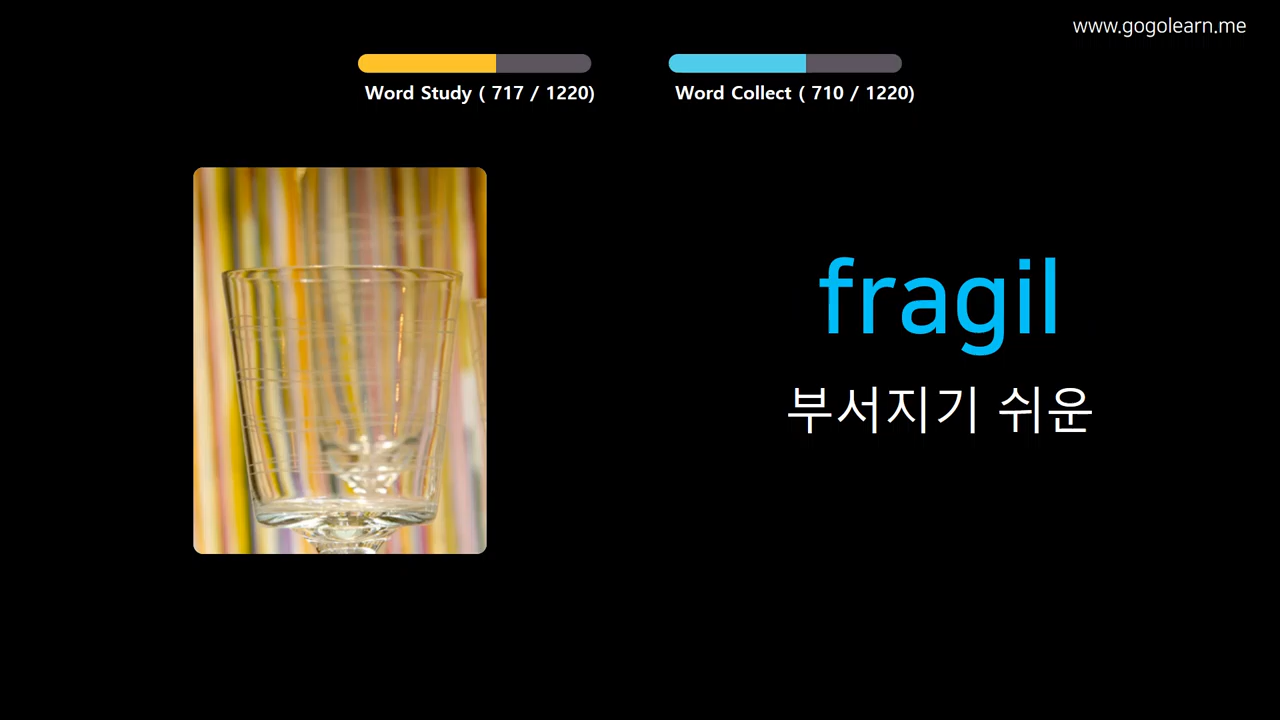 www.gogolearn.me
Word Study ( 717 / 1220)
Word Collect ( 710 / 1220)
fragil
부서지기 쉬운